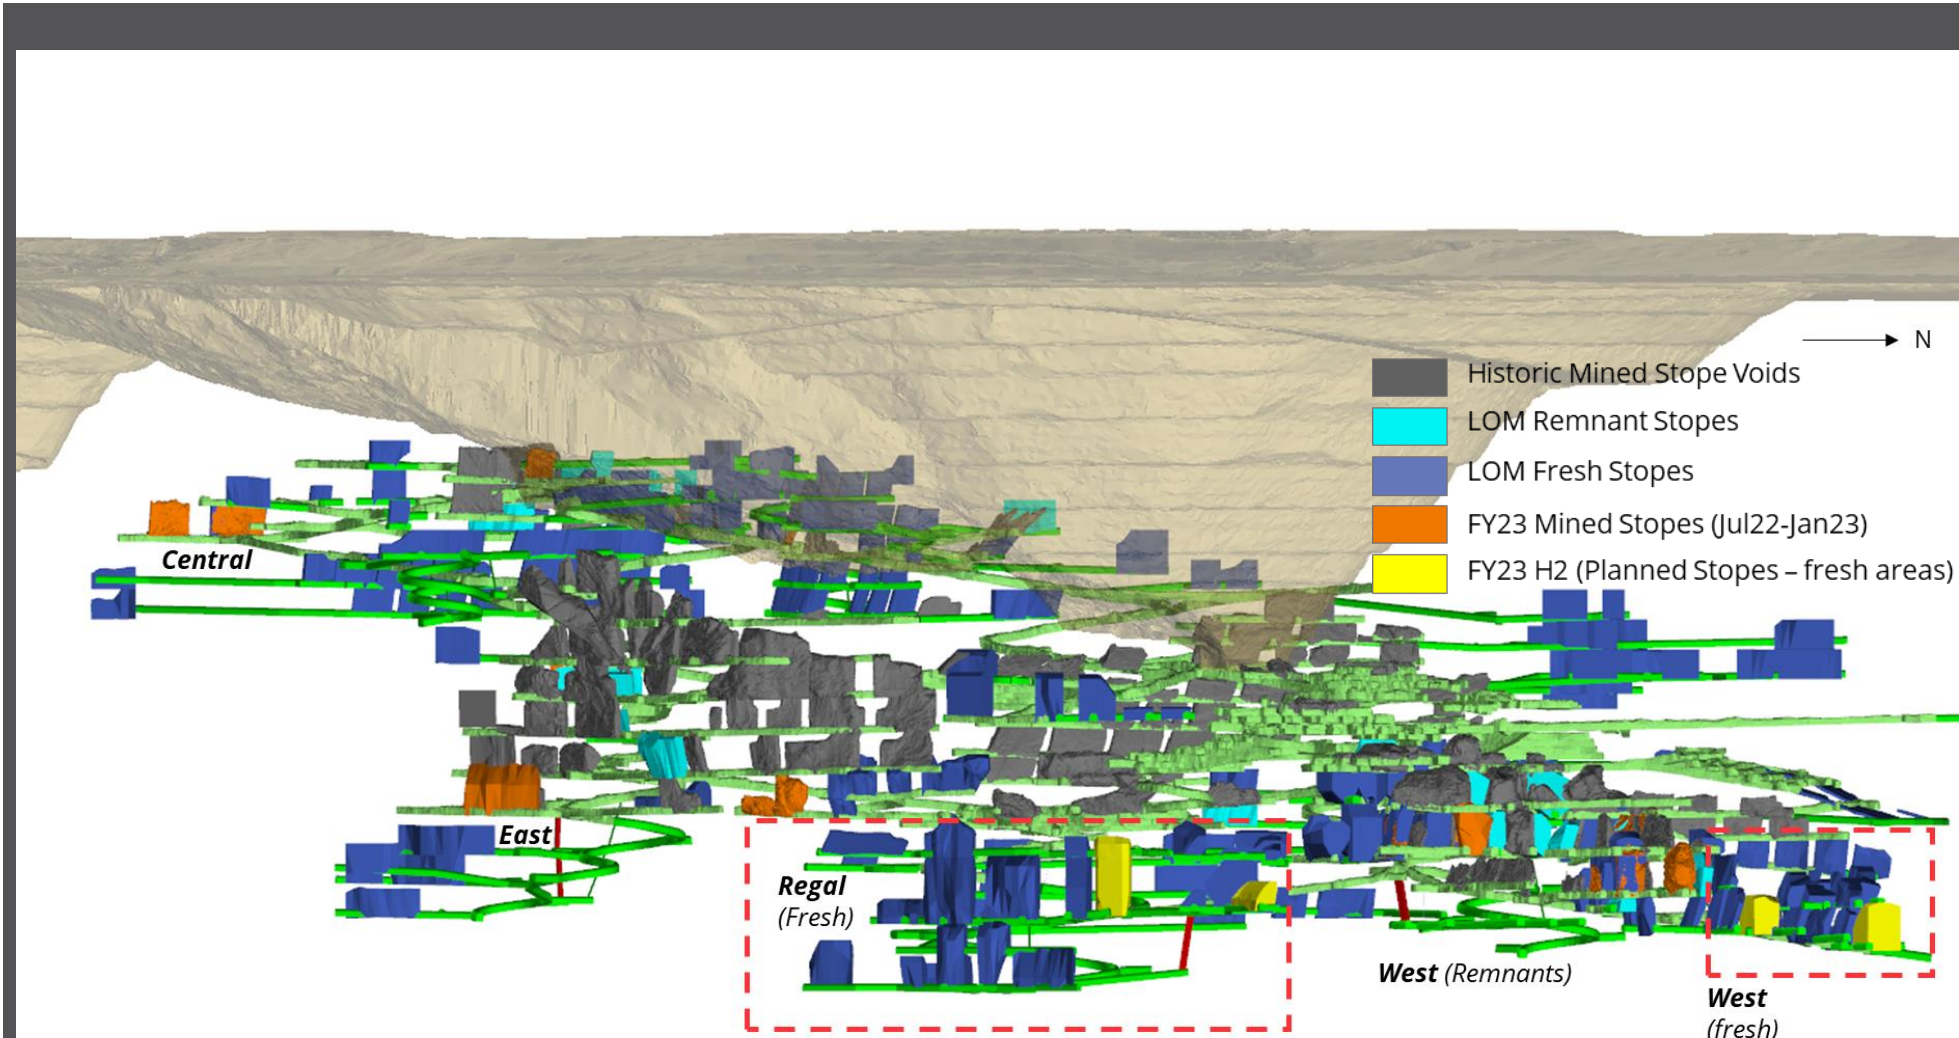 N
Historic Mined Stope Voids
LOM Remnant Stopes
LOM Fresh Stopes
FY23 Mined Stopes (Jul22-Jan23)
FY23 H2 (Planned Stopes – fresh areas)
Central
East
Regal
(Fresh)
West (Remnants)
West
(fresh)